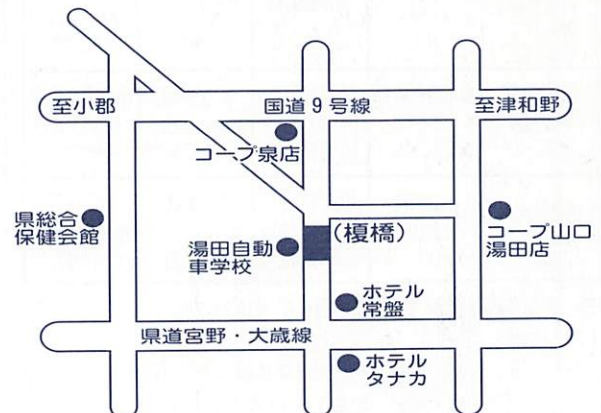 至小郡
国道9号線
至津和野
コープ泉店
県総合
保健会館
湯田自動
車学校
(榎橋)
コープ山口
湯田店
ホテル
常盤
県道宮野・大歳線
ホテル
タナカ